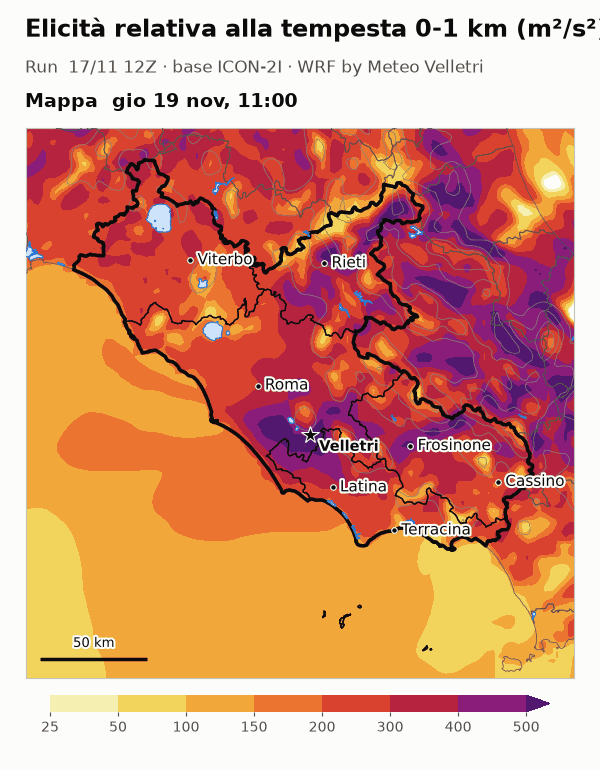 Elicità relativa alla tempesta 0-1 km (m²/s²)
Run 17/11 12Z · base ICON-2I · WRF by Meteo Velletri
Mappa gio 19 nov, 11:00
Viterbo
Rieti
Roma
Velletri
Frosinone
Latina
Cassino
Terracina
50 km
25 50 100 150 200 300 400 500